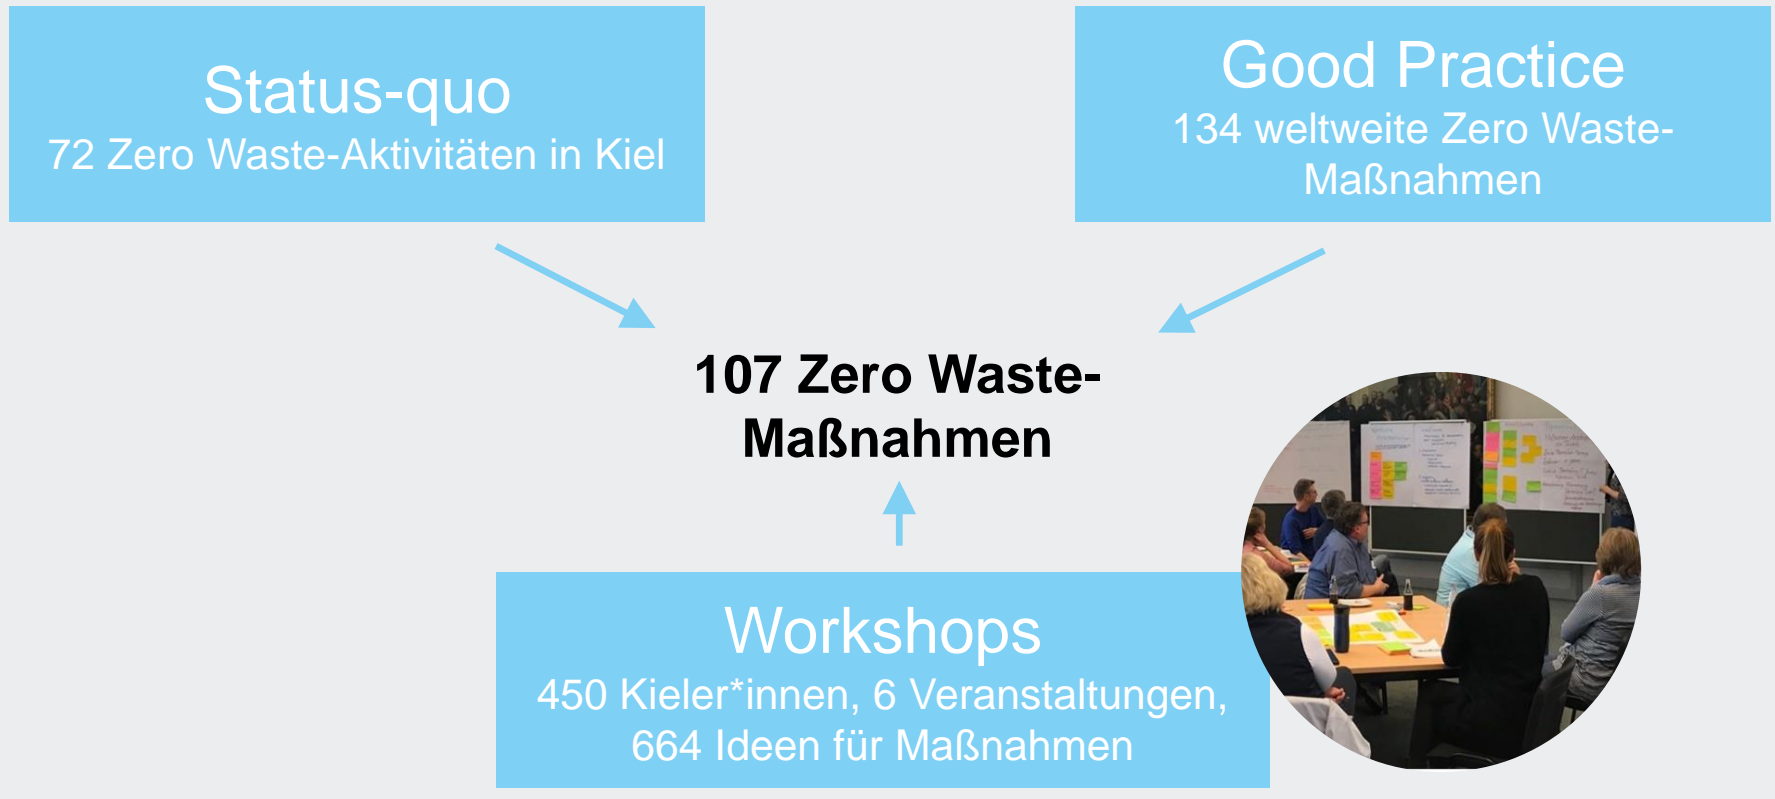 Status-quo
72 Zero Waste-Aktivitäten in Kiel
Good Practice
134 weltweite Zero Waste-
Maßnahmen
107 Zero Waste-
Maßnahmen
Workshops
450 Kieler*innen, 6 Veranstaltungen,
664 Ideen für Maßnahmen